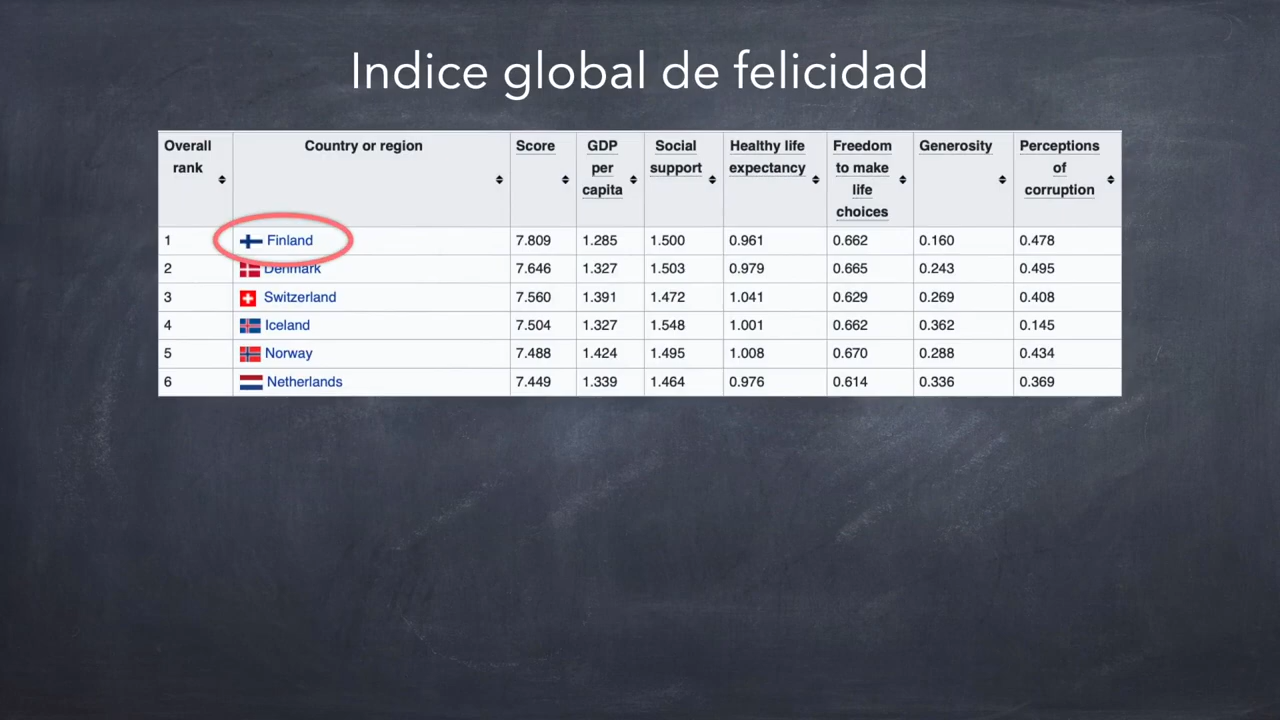 Indice global de felicidad
Overall rank Country or region Score GDP per capita Social support Healthy life expectancy Freedom to make life choices Generosity Perceptions of corruption
1 Finland 7.809 1.285 1.500 0.961 0.662 0.160 0.478
2 Denmark 7.646 1.327 1.503 0.979 0.665 0.243 0.495
3 Switzerland 7.560 1.391 1.472 1.041 0.629 0.269 0.408
4 Iceland 7.504 1.327 1.548 1.001 0.662 0.362 0.145
5 Norway 7.488 1.424 1.495 1.008 0.670 0.288 0.434
6 Netherlands 7.449 1.339 1.464 0.976 0.614 0.336 0.369